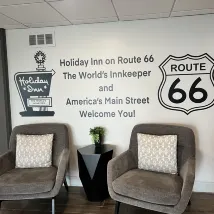 Holiday Inn on Route 66
The World's Innkeeper
and
America's Main Street
Welcome You!
Holiday
Inn
ROUTE
66